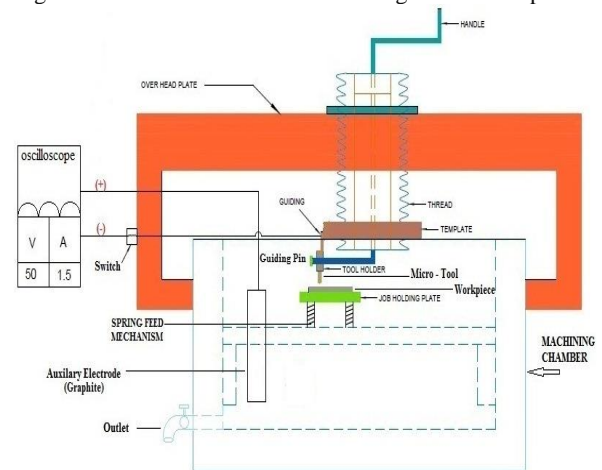 HANDLE
OVER HEAD PLATE
oscilloscope
(+)
(-)
V A
50 1.5
Switch
GUIDING
THREAD
TEMPLATE
Guiding Pin
TOOL HOLDER
Micro - Tool
Workpiece
JOB HOLDING PLATE
SPRING FEED
MECHANISM
MACHINING
CHAMBER
Auxilary Electrode
(Graphite)
Outlet